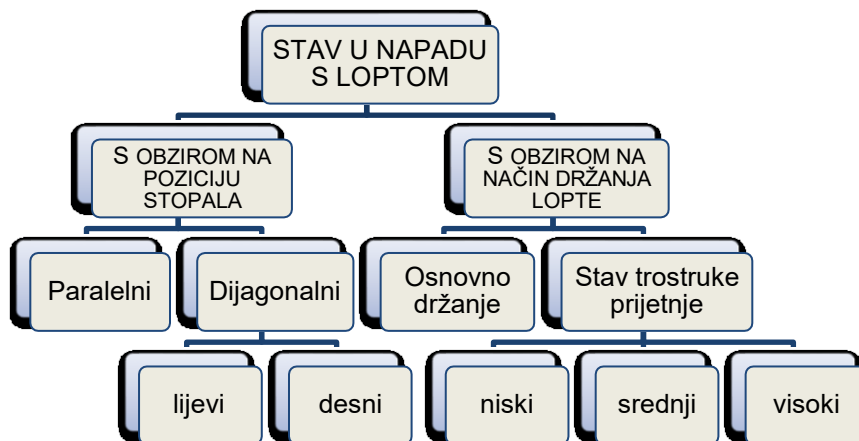 STAV U NAPADU
S LOPTOM
S OBZIROM NA
POZICIJU
STOPALA
S OBZIROM NA
NAČIN DRŽANJA
LOPTE
Paralelni
Dijagonalni
Osnovno
držanje
Stav trostruke
prijetnje
lijevi
desni
niski
srednji
visoki